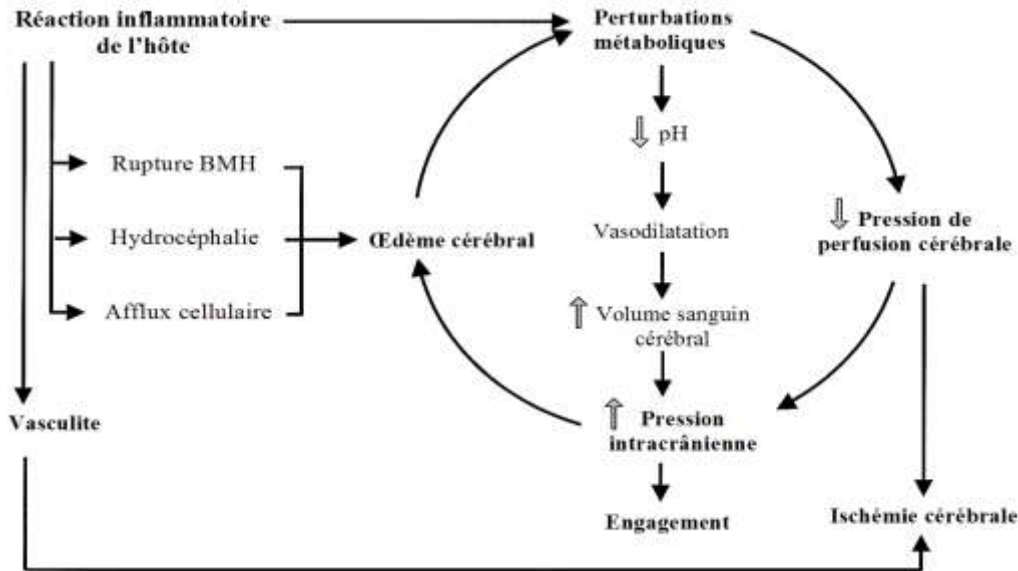 Réaction inflammatoire
de l'hôte
Perturbations
métaboliques
pH
Rupture BMH
Hydrocéphalie
Œdème cérébral
Vasodilatation
Pression de
perfusion cérébrale
Afflux cellulaire
Volume sanguin
cérébral
Vasculite
Pression
intracrânienne
Engagement
Ischémie cérébrale